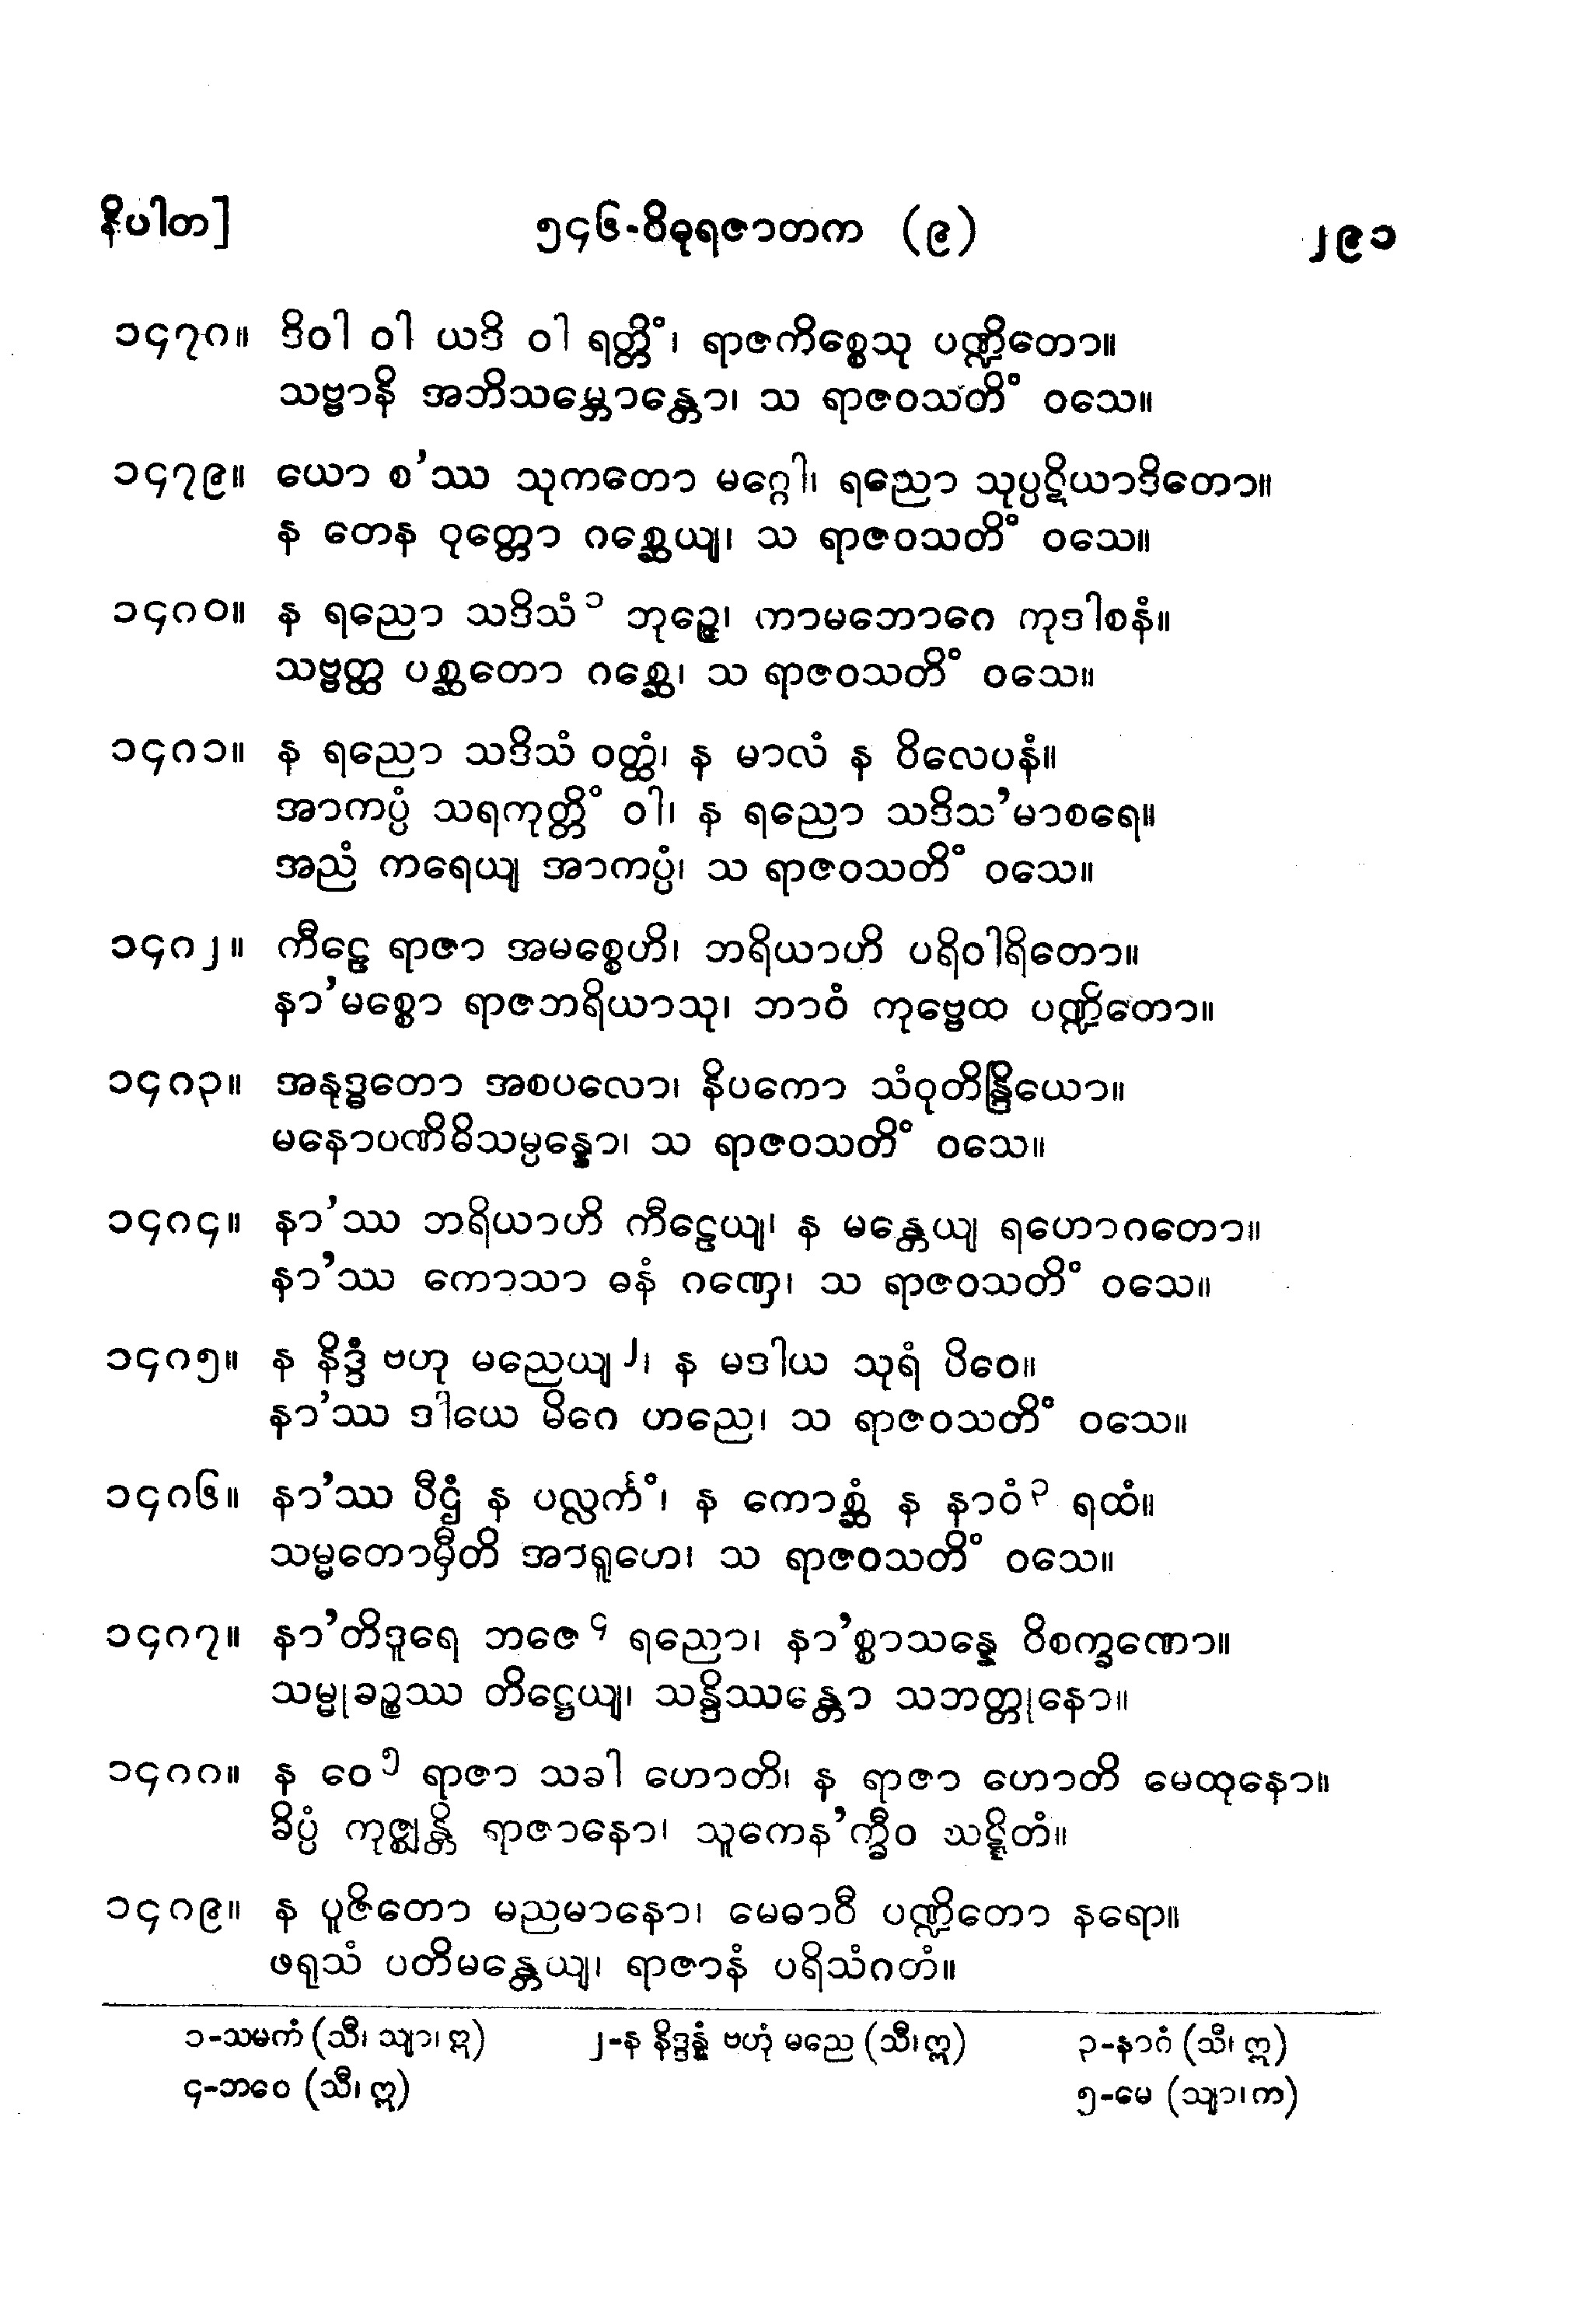 နိပါတ] ၅၄၆-ဝိဓုရဇာတက (၉) ၂၉၁
၁၄၇၈။ ဒိဝါ ဝါ ယဒိ ဝါ ရတ္တိံ၊ ရာဇကိစ္စေသု ပဏ္ဍိတော။
သဗ္ဗာနိ အဘိသမ္ဘောန္တော၊ သ ရာဇဝသတိံ ဝသေ။
၁၄၇၉။ ယော စ’ဿ သုကတော မဂ္ဂေါ၊ ရညော သုပ္ပဋိယာဒိတော။
န တေန ဝုတ္တော ဂစ္ဆေယျ၊ သ ရာဇဝသတိံ ဝသေ။
၁၄၈၀။ န ရညော သဒိသံ ၁ ဘုဉ္ဇေ၊ ကာမဘောဂေ ကုဒါစနံ။
သဗ္ဗတ္ထ ပစ္ဆတော ဂစ္ဆေ၊ သ ရာဇဝသတိံ ဝသေ။
၁၄၈၁။ န ရညော သဒိသံ ဝတ္ထံ၊ န မာလံ န ဝိလေပနံ။
အာကပ္ပံ သရကုတ္တိံ ဝါ၊ န ရညော သဒိသ’မာစရေ။
အညံ ကရေယျ အာကပ္ပံ၊ သ ရာဇဝသတိံ ဝသေ။
၁၄၈၂။ ကီဠေ ရာဇာ အမစ္စေဟိ၊ ဘရိယာဟိ ပရိဝါရိတော။
နာ’မစ္စော ရာဇဘရိယာသု၊ ဘာဝံ ကုဗ္ဗေထ ပဏ္ဍိတော။
၁၄၈၃။ အနုဒ္ဓတော အစပလော၊ နိပကော သံဝုတိန္ဒြိယော။
မနောပဏိဓိသမ္ပန္နော၊ သ ရာဇဝသတိံ ဝသေ။
၁၄၈၄။ နာ’ဿ ဘရိယာဟိ ကီဠေယျ၊ န မန္တေယျ ရဟောဂတော။
နာ’ဿ ကောသာ ဓနံ ဂဏှေ၊ သ ရာဇဝသတိံ ဝသေ။
၁၄၈၅။ န နိဒ္ဒံ ဗဟု မညေယျ ၂၊ န မဒါယ သုရံ ပိဝေ။
နာ’ဿ ဒါယေ မိဂေ ဟညေ၊ သ ရာဇဝသတိံ ဝသေ။
၁၄၈၆။ နာ’ဿ ပီဌံ န ပလ္လင်္ကံ၊ န ကောစ္ဆံ န နာဝံ ၃ ရထံ။
သမ္မတောမှီတိ အာရူဟေ၊ သ ရာဇဝသတိံ ဝသေ။
၁၄၈၇။ နာ’တိဒူရေ ဘဇေ ၄ ရညော၊ နာ’စ္စာသန္နေ ဝိစက္ခဏော။
သမ္မုခဉ္စဿ တိဋ္ဌေယျ၊ သန္ဒိဿန္တော သဘတ္တုနော။
၁၄၈၈။ န ဝေ ၅ ရာဇာ သခါ ဟောတိ၊ န ရာဇာ ဟောတိ မေထုနော။
ခိပ္ပံ ကုဇ္ဈန္တိ ရာဇာနော၊ သူကေန’က္ခီဝ ဃဋ္ဋိတံ။
၁၄၈၉။ န ပူဇိတော မညမာနော၊ မေဓာဝီ ပဏ္ဍိတော နရော။
ဖရုသံ ပတိမန္တေယျ၊ ရာဇာနံ ပရိသံဂတံ။
၁-သမကံ (သီ၊ သျာ၊ ဣ) ၂-န နိဒ္ဒန္နံ ဗဟုံ မညေ (သီ၊ ဣ) ၃-နာဂံ (သီ၊ ဣ)
၄-ဘဝေ (သီ၊ ဣ) ၅-မေ (သျာ၊ က)